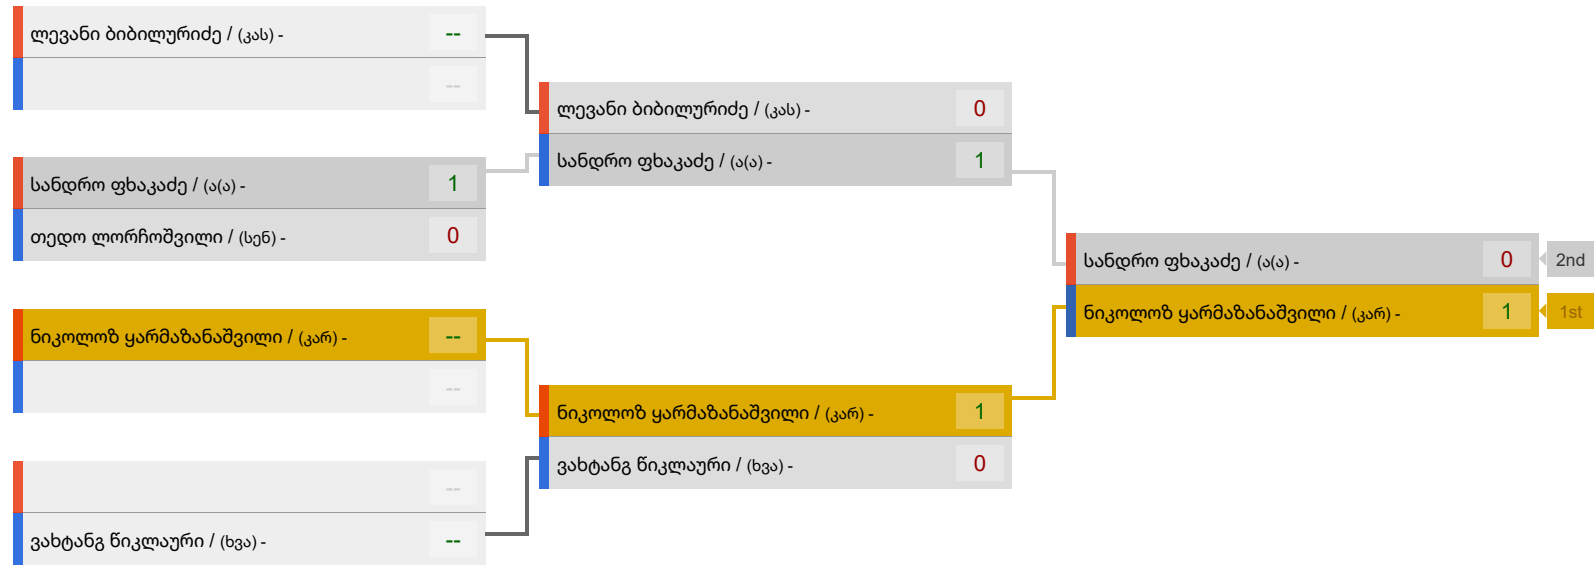 ლევანი ბიბილურიძე / (კას) - --
--
სანდრო ფხაკაძე / (ა(ა) - 1
თედო ლორჩოშვილი / (სენ) - 0
ნიკოლოზ ყარმაზანაშვილი / (კარ) - --
--
--
ვახტანგ წიკლაური / (ხვა) - --
ლევანი ბიბილურიძე / (კას) - 0
სანდრო ფხაკაძე / (ა(ა) - 1
ნიკოლოზ ყარმაზანაშვილი / (კარ) - 1
ვახტანგ წიკლაური / (ხვა) - 0
სანდრო ფხაკაძე / (ა(ა) - 0 2nd
ნიკოლოზ ყარმაზანაშვილი / (კარ) - 1 1st